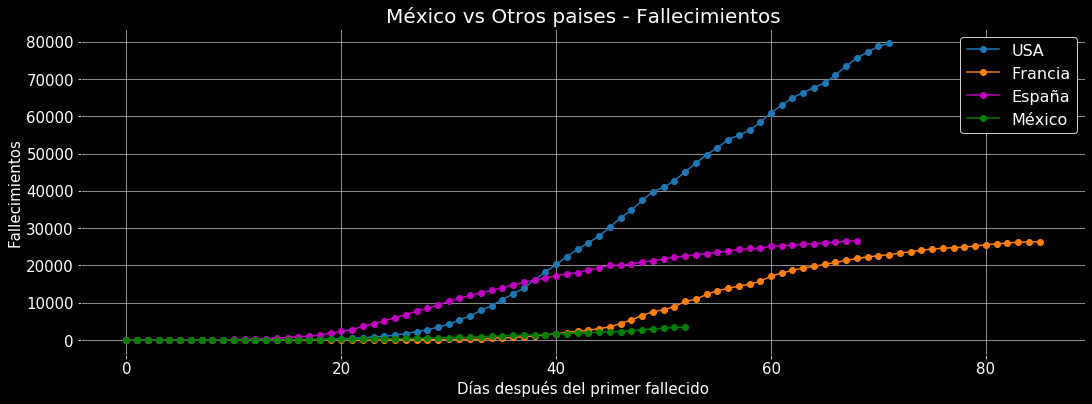 México vs Otros paises - Fallecimientos
USA
Francia
España
México
Fallecimientos
80000
70000
60000
50000
40000
30000
20000
10000
0
0 20 40 60 80
Días después del primer fallecido